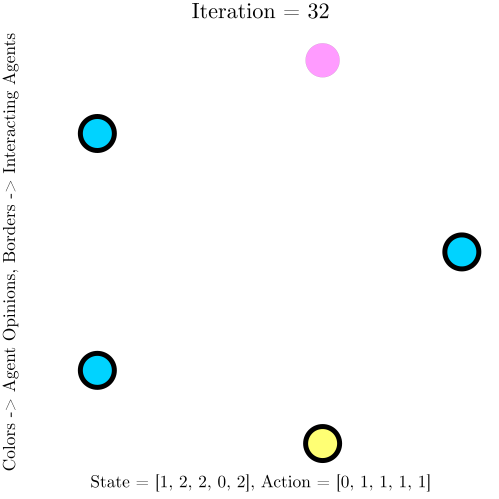 Iteration = 32
Colors -> Agent Opinions, Borders -> Interacting Agents
State = [1, 2, 2, 0, 2], Action = [0, 1, 1, 1, 1]